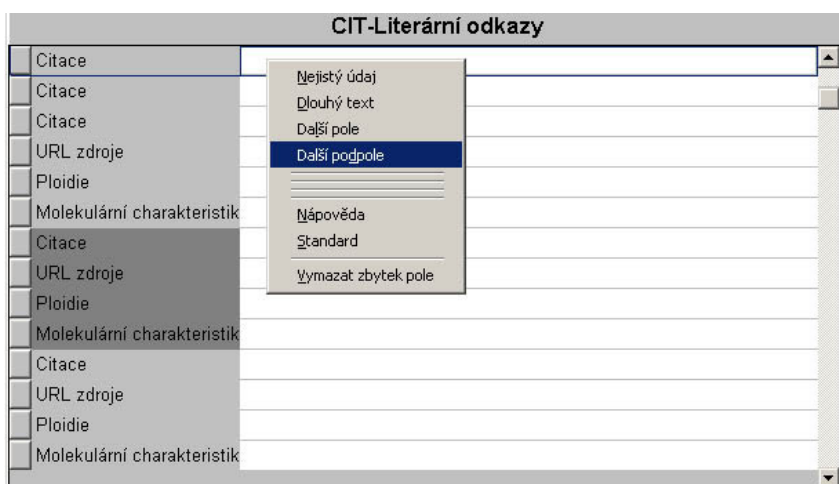 CIT-Literární odkazy
Citace
Citace
Citace
URL zdroje
Ploidie
Molekulární charakteristik
Citace
URL zdroje
Ploidie
Molekulární charakteristik
Citace
URL zdroje
Ploidie
Molekulární charakteristik
Nejistý údaj
Dlouhý text
Další pole
Další podpole
Nápověda
Standard
Vymazat zbytek pole